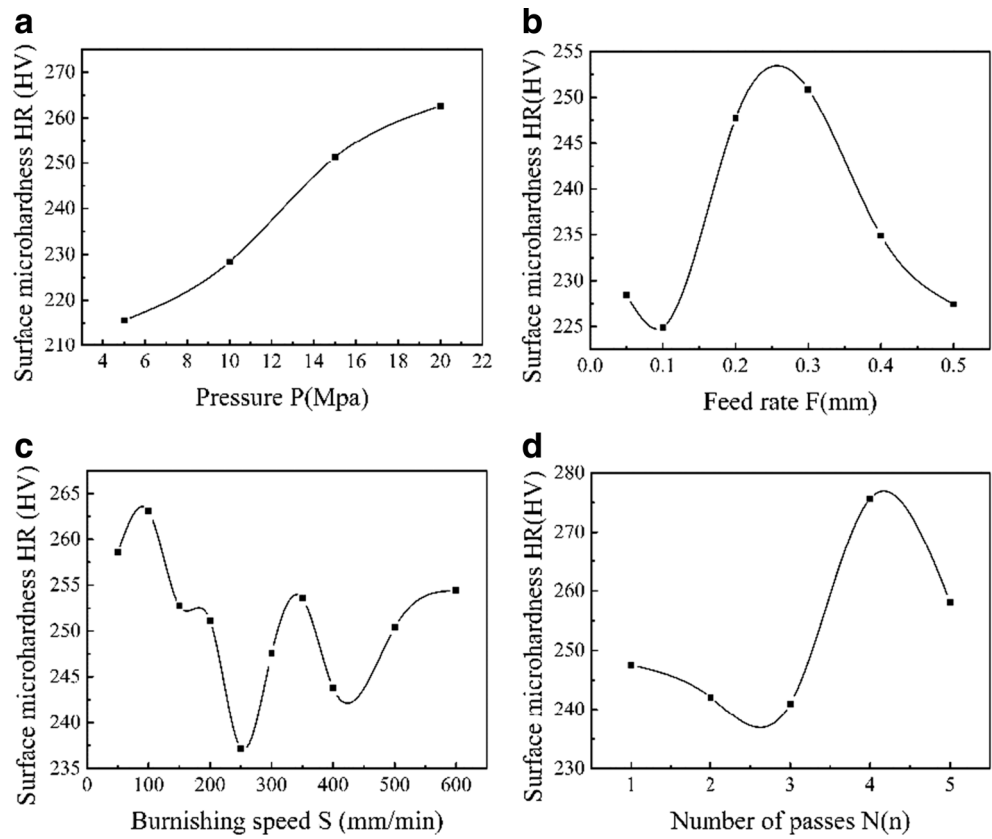 a
Surface microhardness HR (HV)
270
260
250
240
230
220
210
4 6 8 10 12 14 16 18 20 22
Pressure P(Mpa)
b
Surface microhardness HR(HV)
255
250
245
240
235
230
225
0.0 0.1 0.2 0.3 0.4 0.5
Feed rate F(mm)
c
Surface microhardness HR (HV)
265
260
255
250
245
240
235
0 100 200 300 400 500 600
Burnishing speed S (mm/min)
d
Surface microhardness HR(HV)
280
270
260
250
240
230
1 2 3 4 5
Number of passes N(n)